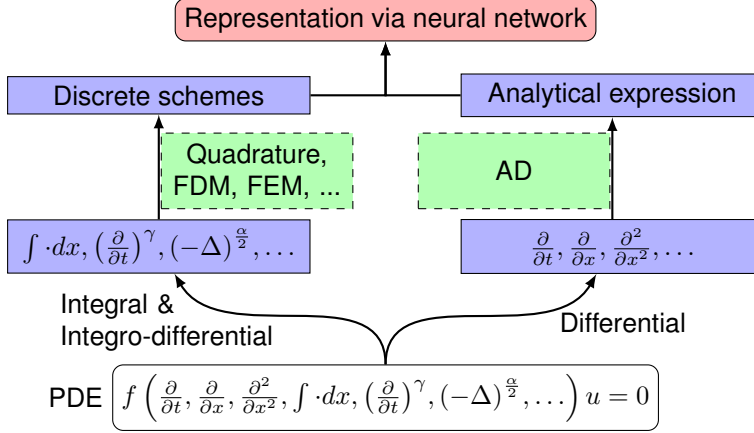 Representation via neural network
Discrete schemes
Analytical expression
Quadrature,
FDM, FEM, ...
AD
∫ ·dx, (∂/∂t)^γ, (−Δ)^(α/2), …
∂/∂t, ∂/∂x, ∂²/∂x², …
Integral &
Integro-differential
Differential
PDE f (∂/∂t, ∂/∂x, ∂²/∂x², ∫ ·dx, (∂/∂t)^γ, (−Δ)^(α/2), …) u = 0